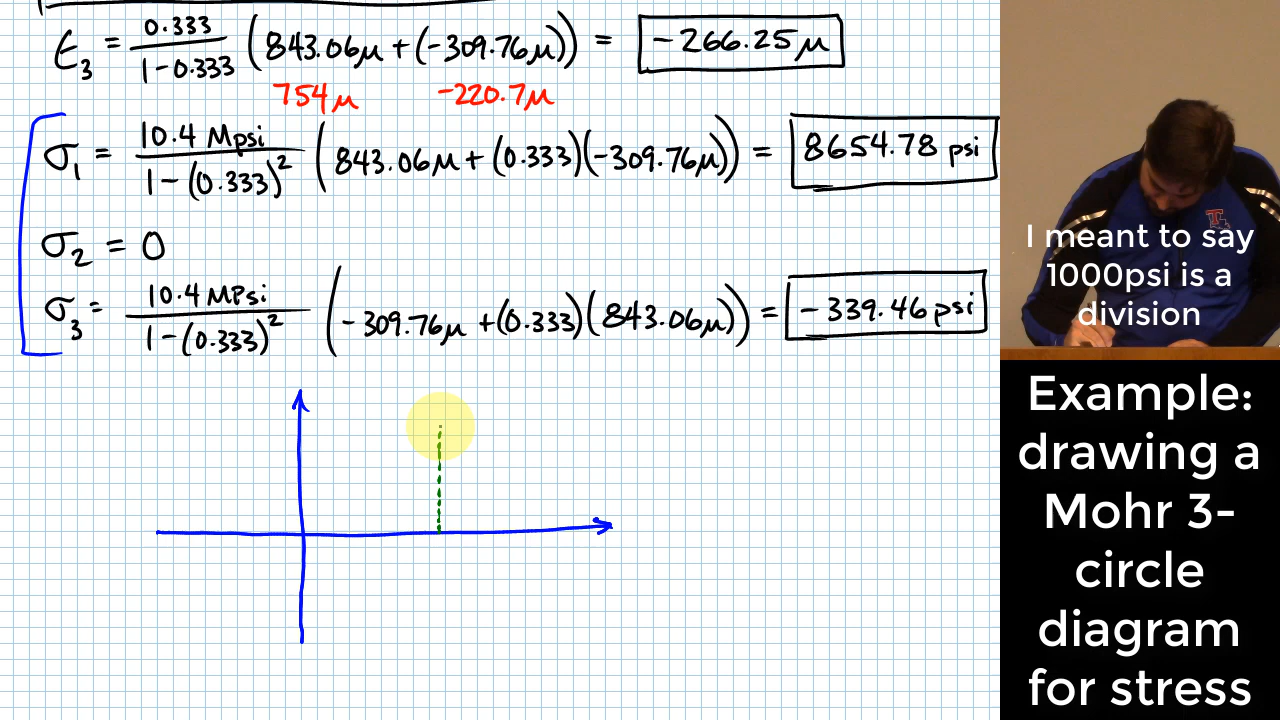 ε₃ = 0.333 / (1-0.333) (843.06μ + (-309.76μ)) = -266.25μ
754μ -220.7μ
σ₁ = 10.4 Mpsi / (1-(0.333)²) (843.06μ + (0.333)(-309.76μ)) = 8654.78 psi
σ₂ = 0
σ₃ = 10.4 MPsi / (1-(0.333)²) (-309.76μ + (0.333)(843.06μ)) = -339.46 psi
I meant to say
1000psi is a
division
Example:
drawing a
Mohr 3-
circle
diagram
for stress